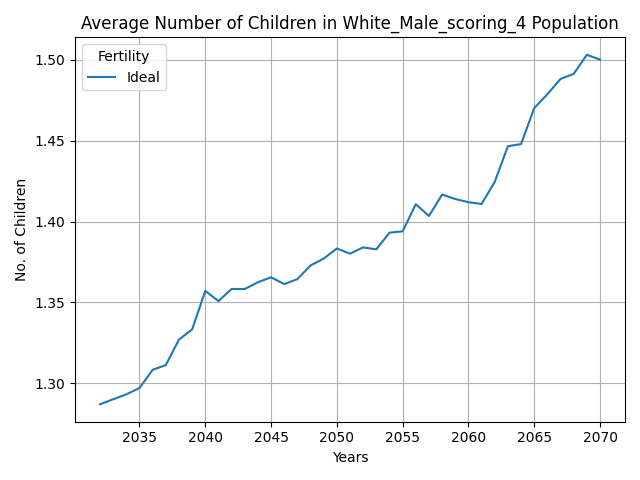 Average Number of Children in White_Male_scoring_4 Population
Fertility
Ideal
No. of Children
1.50
1.45
1.40
1.35
1.30
2035 2040 2045 2050 2055 2060 2065 2070
Years